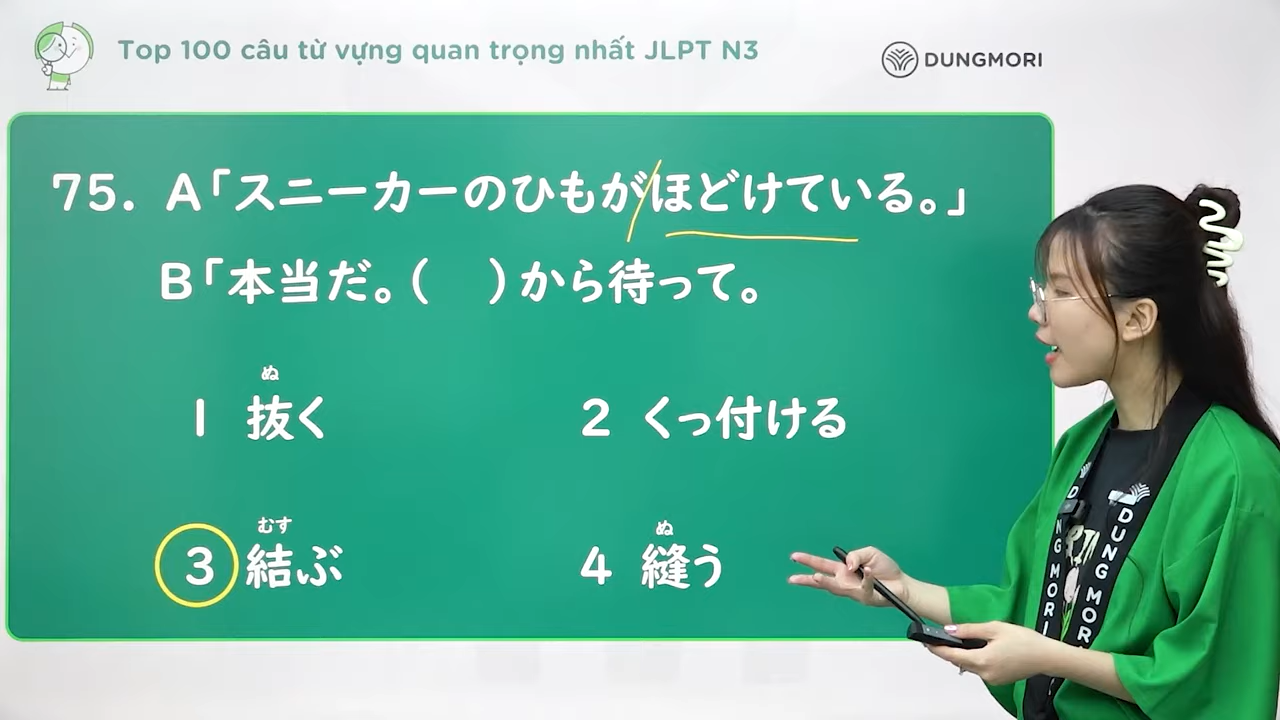 Top 100 câu từ vựng quan trọng nhất JLPT N3
DUNGMORI
75. A「スニーカーのひもがほどけている。」
B「本当だ。( )から待って。
ぬ
1 抜く
2 くっ付ける
むす
3 結ぶ
ぬ
4 縫う
DUNGMORI
DUNGMORI